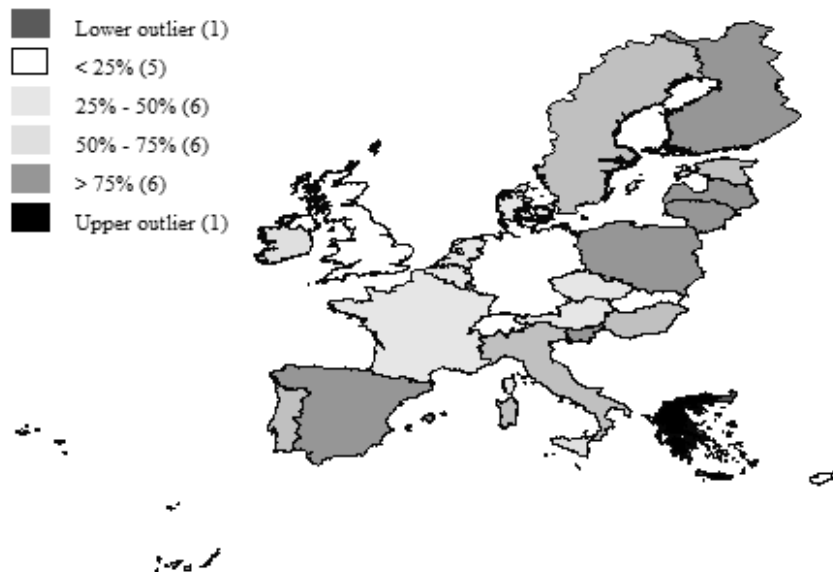 Lower outlier (1)
< 25% (5)
25% - 50% (6)
50% - 75% (6)
> 75% (6)
Upper outlier (1)